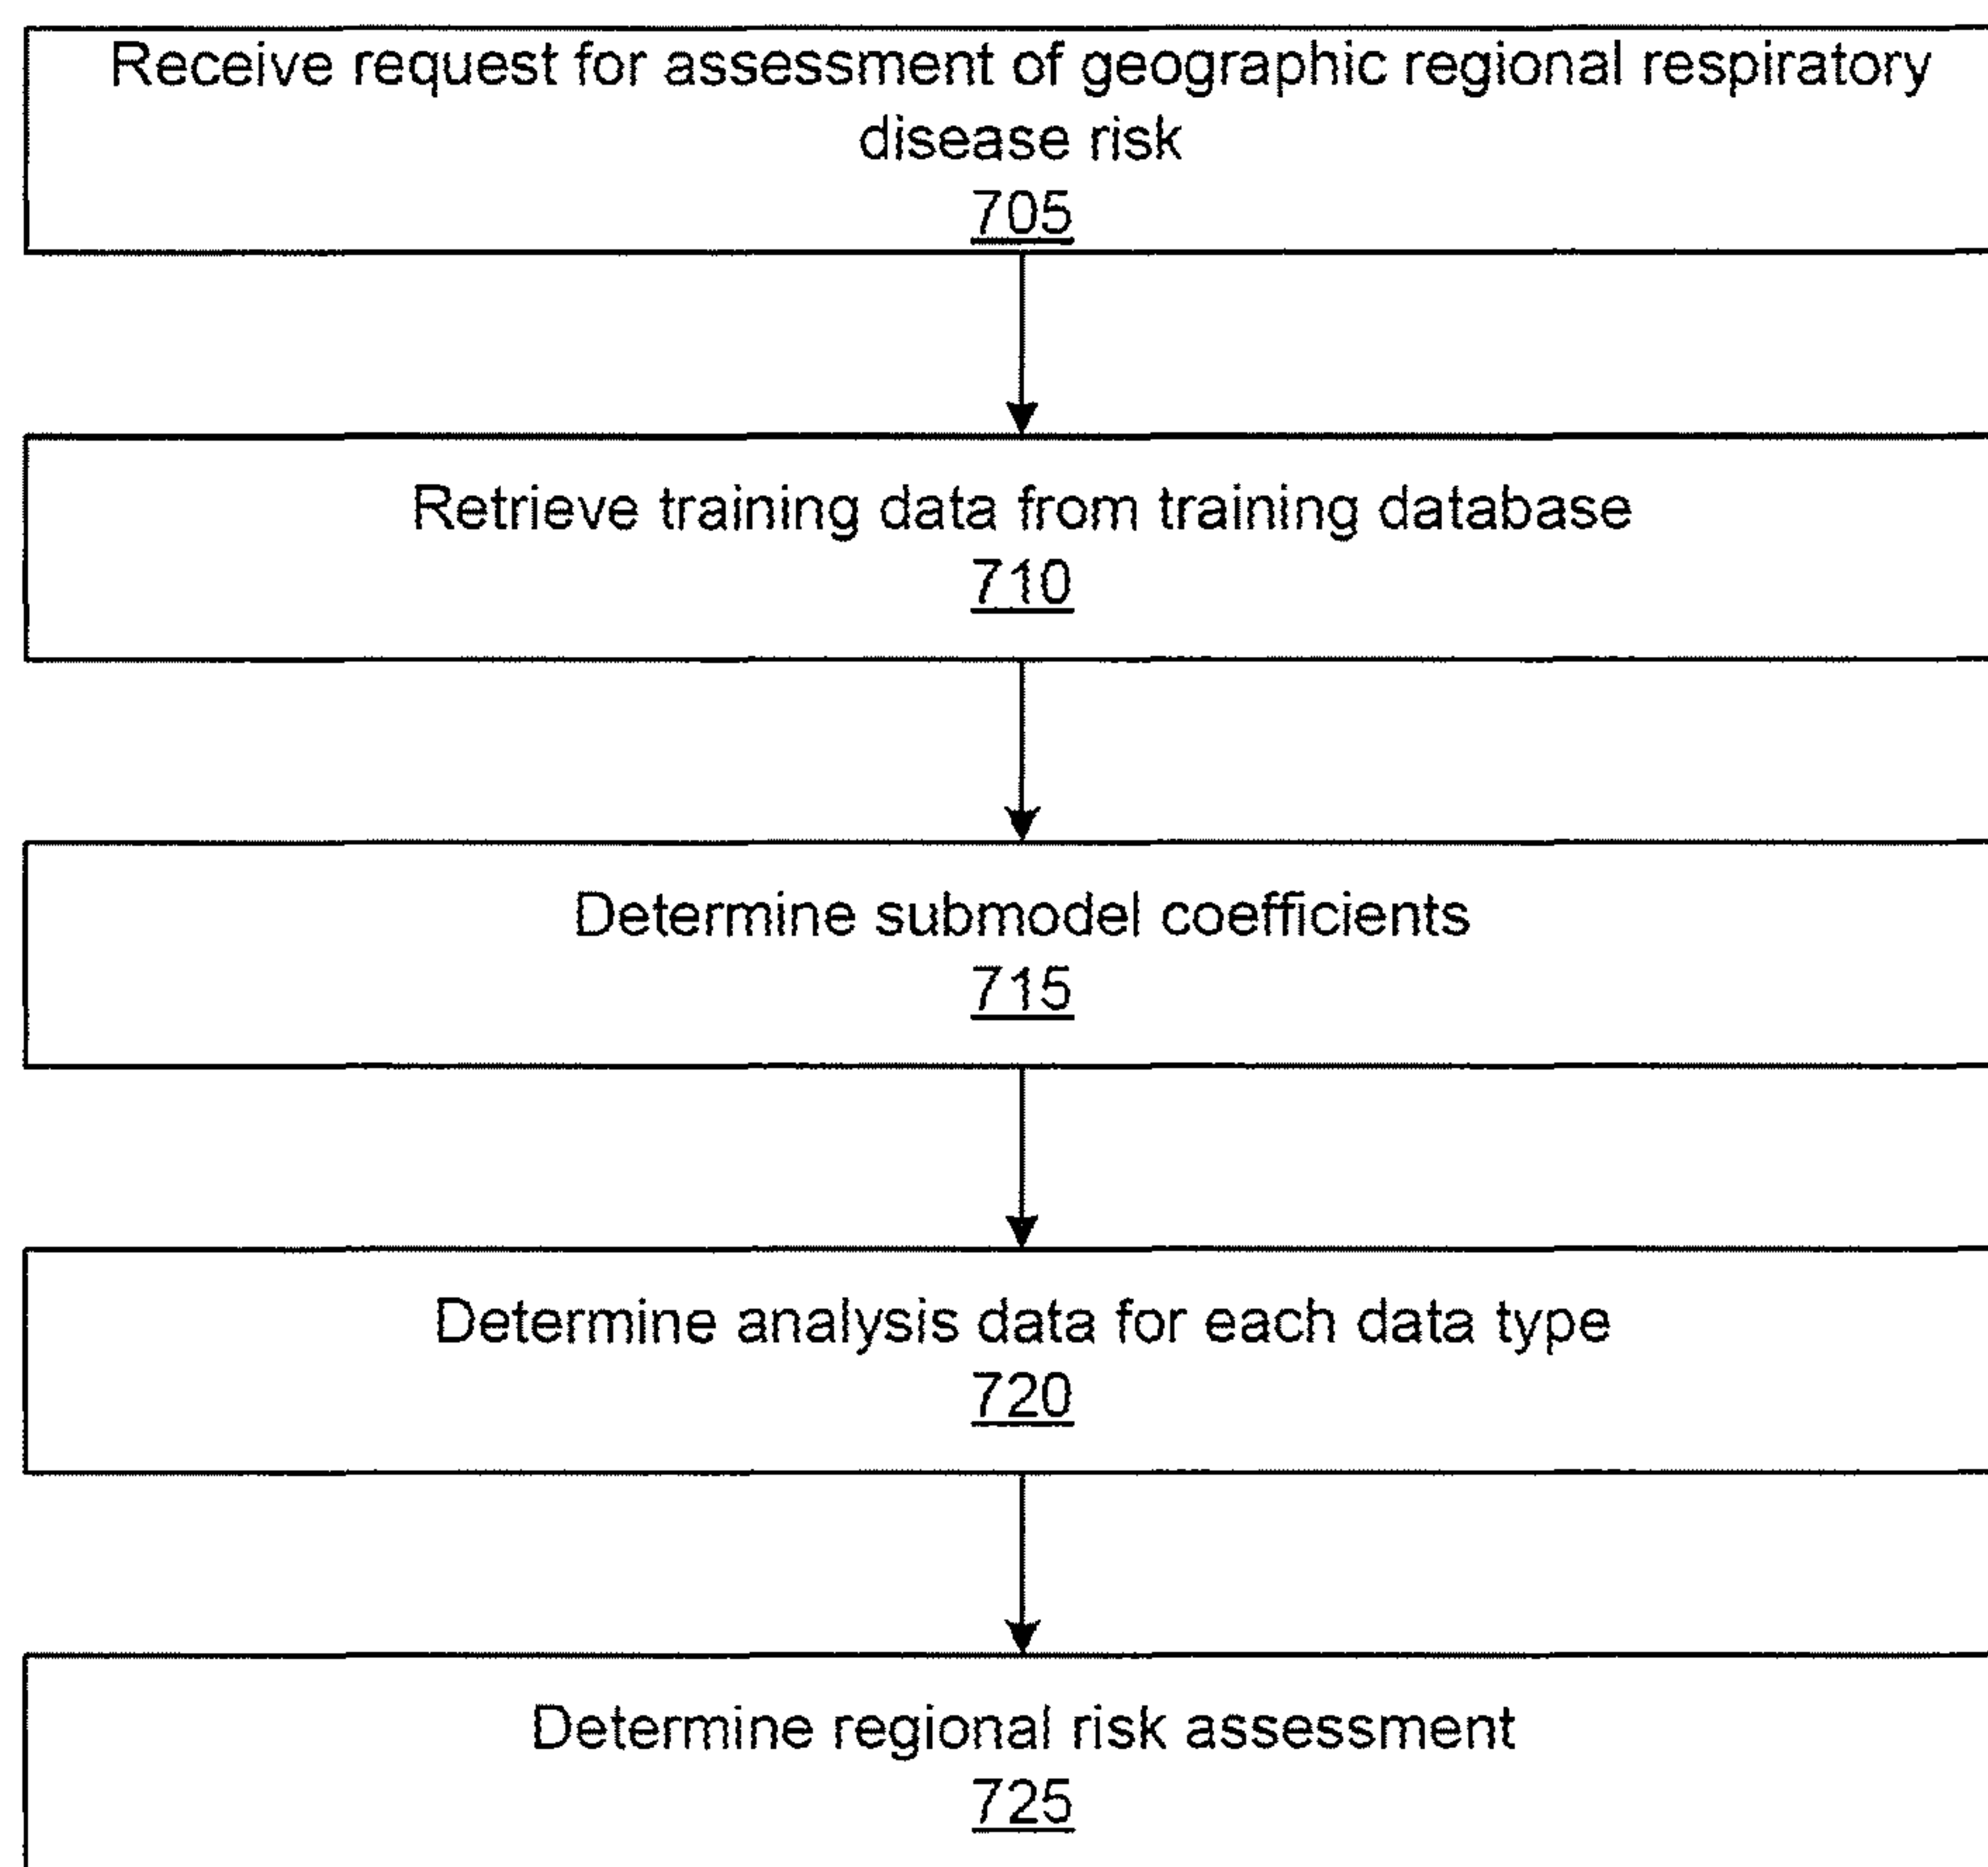 Receive request for assessment of geographic regional respiratory
disease risk
705
Retrieve training data from training database
710
Determine submodel coefficients
715
Determine analysis data for each data type
720
Determine regional risk assessment
725